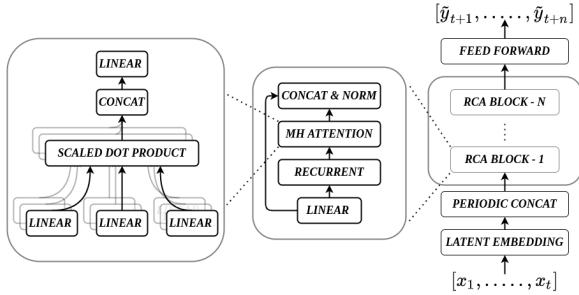 LINEAR
CONCAT
SCALED DOT PRODUCT
LINEAR
LINEAR
LINEAR
CONCAT & NORM
MH ATTENTION
RECURRENT
LINEAR
[ỹ_{t+1}, . . . . . , ỹ_{t+n}]
FEED FORWARD
RCA BLOCK - N
RCA BLOCK - 1
PERIODIC CONCAT
LATENT EMBEDDING
[x_1, . . . . . , x_t]